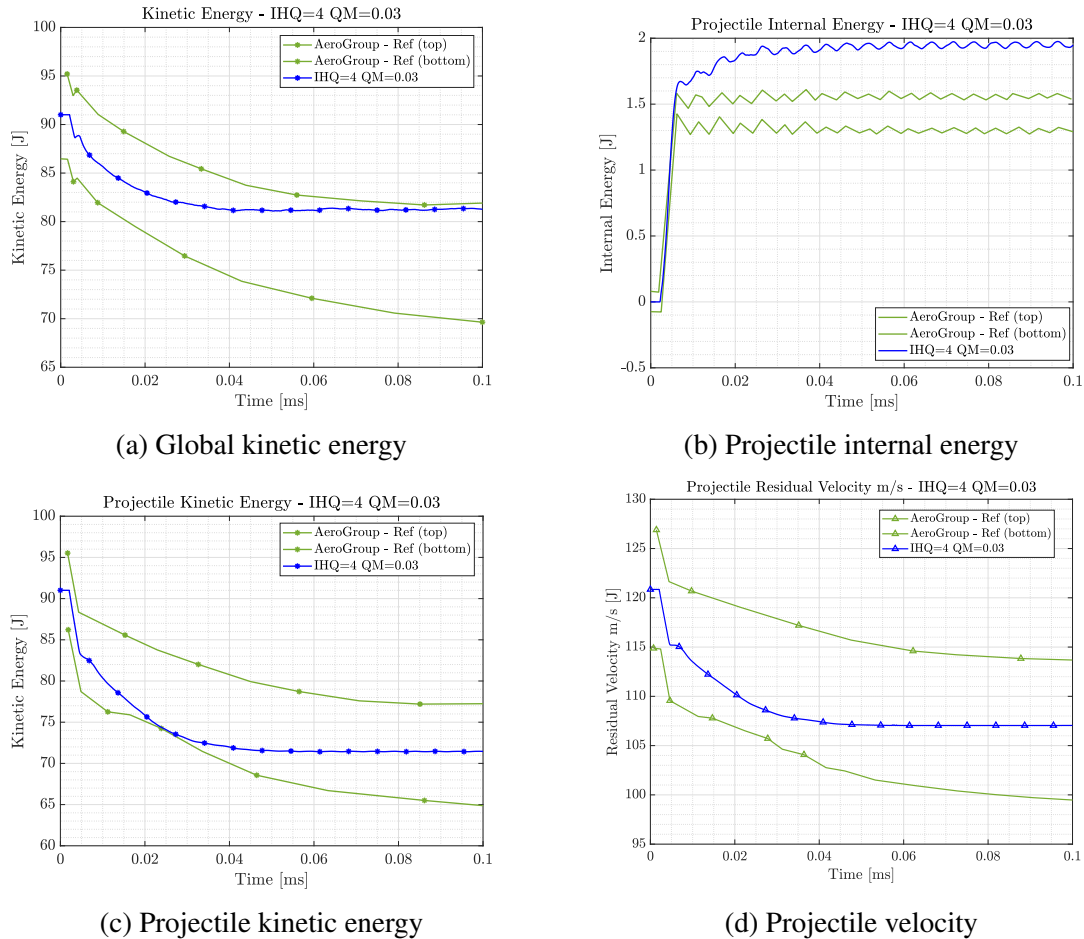 Kinetic Energy - IHQ=4 QM=0.03
100
95
90
85
80
75
70
65
Kinetic Energy [J]
0
0.02
0.04
0.06
0.08
0.1
Time [ms]
AeroGroup - Ref (top)
AeroGroup - Ref (bottom)
IHQ=4 QM=0.03
(a) Global kinetic energy
Projectile Internal Energy - IHQ=4 QM=0.03
2
1.5
1
0.5
0
-0.5
Internal Energy [J]
0
0.02
0.04
0.06
0.08
0.1
Time [ms]
AeroGroup - Ref (top)
AeroGroup - Ref (bottom)
IHQ=4 QM=0.03
(b) Projectile internal energy
Projectile Kinetic Energy - IHQ=4 QM=0.03
100
95
90
85
80
75
70
65
60
Kinetic Energy [J]
0
0.02
0.04
0.06
0.08
0.1
Time [ms]
AeroGroup - Ref (top)
AeroGroup - Ref (bottom)
IHQ=4 QM=0.03
(c) Projectile kinetic energy
Projectile Residual Velocity m/s - IHQ=4 QM=0.03
130
125
120
115
110
105
100
95
Residual Velocity m/s [J]
0
0.02
0.04
0.06
0.08
0.1
Time [ms]
AeroGroup - Ref (top)
AeroGroup - Ref (bottom)
IHQ=4 QM=0.03
(d) Projectile velocity